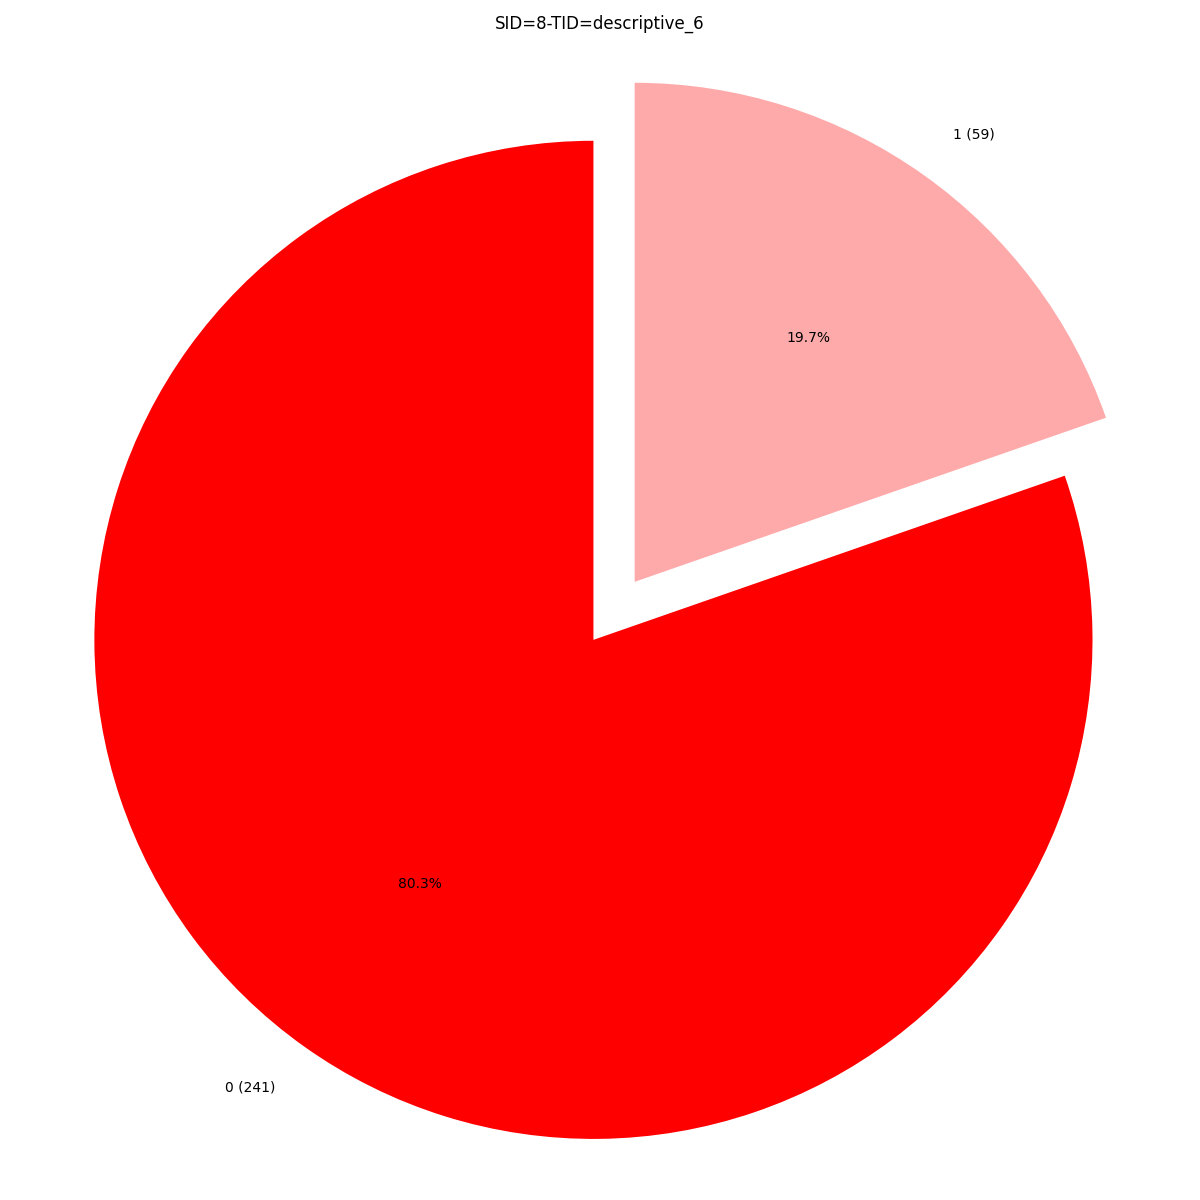 SID=8-TID=descriptive_6
1 (59)
19.7%
80.3%
0 (241)